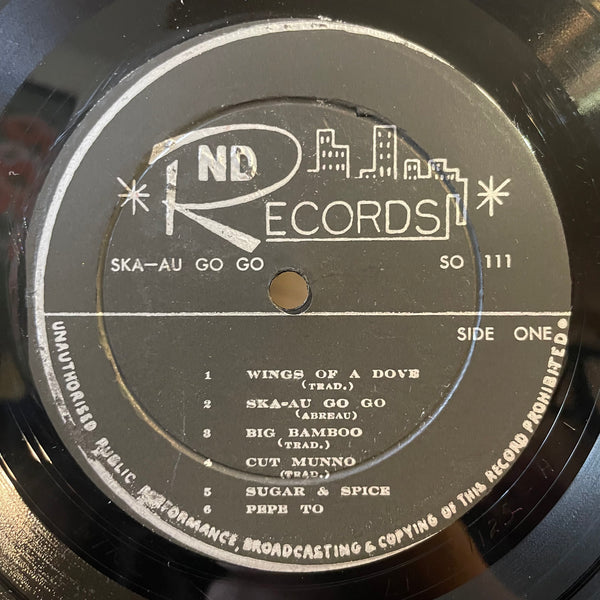 ND
RECORDS
SKA-AU GO GO
SO 111
SIDE ONE
1 WINGS OF A DOVE
(TRAD.)
2 SKA-AU GO GO
(ABREAU)
3 BIG BAMBOO
(TRAD.)
4 CUT MUNNO
(TRAD.)
5 SUGAR & SPICE
6 PEPE TO
UNAUTHORISED PUBLIC PERFORMANCE, BROADCASTING & COPYING OF THIS RECORD PROHIBITED.